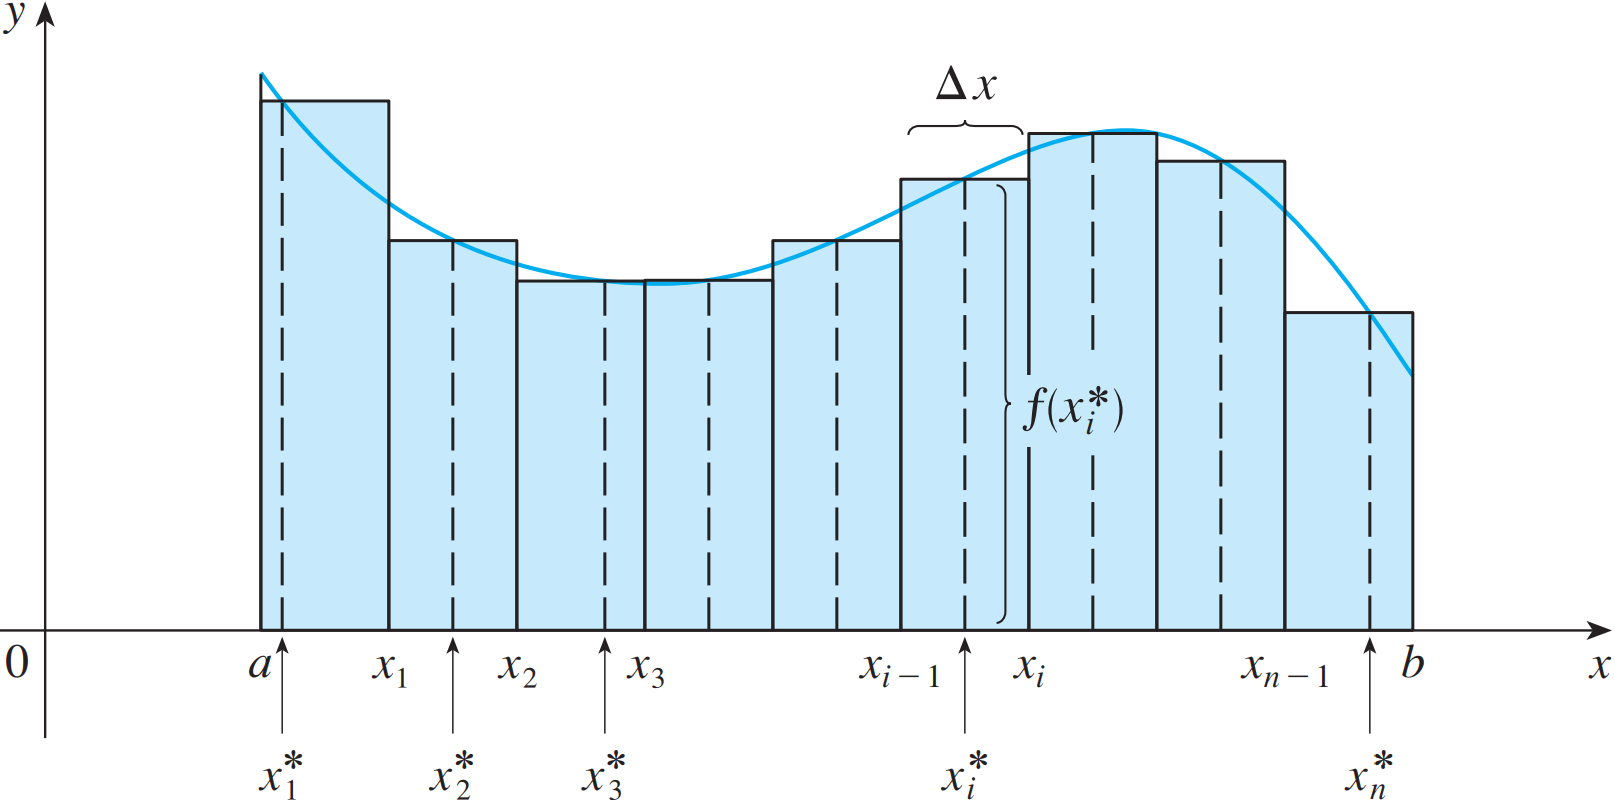 y
Δx
f(x_i^*)
0 a x_1 x_2 x_3 x_{i−1} x_i x_{n−1} b x
x_1^* x_2^* x_3^* x_i^* x_n^*